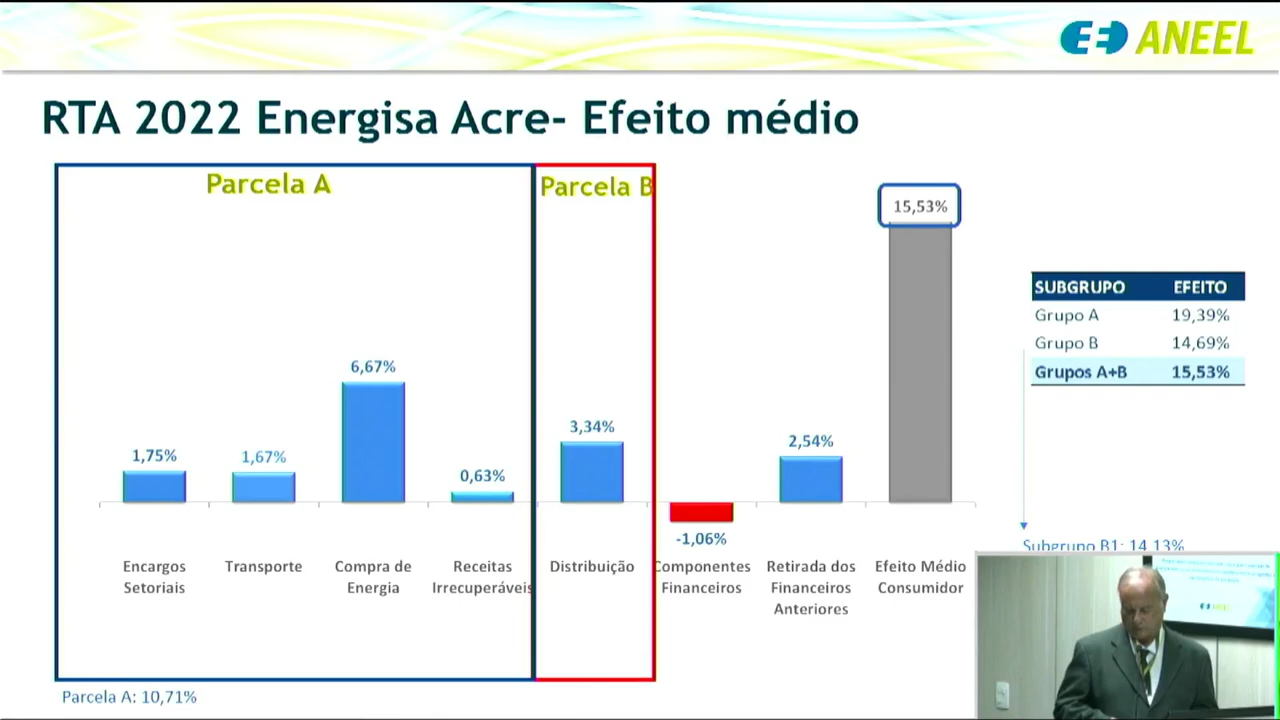 ANEEL
RTA 2022 Energisa Acre- Efeito médio
Parcela A
Parcela B
15,53%
6,67%
3,34%
2,54%
1,75%
1,67%
0,63%
-1,06%
Encargos
Setoriais
Transporte
Compra de
Energia
Receitas
Irrecuperáveis
Distribuição
Componentes
Financeiros
Retirada dos
Financeiros
Anteriores
Efeito Médio
Consumidor
Parcela A: 10,71%
SUBGRUPO EFEITO
Grupo A 19,39%
Grupo B 14,69%
Grupos A+B 15,53%
Subgrupo B1: 14,13%
ANEEL